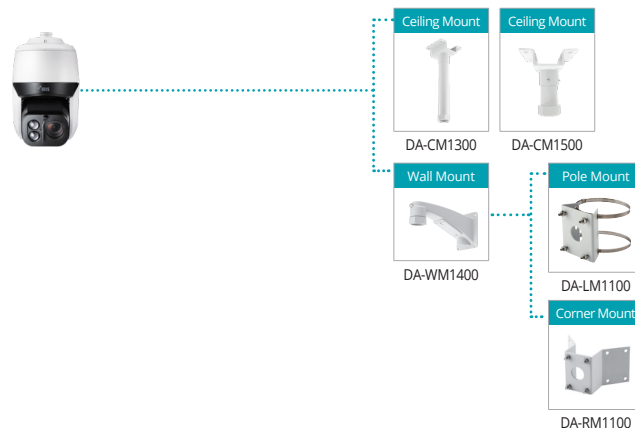 Ceiling Mount
Ceiling Mount
DA-CM1300
DA-CM1500
Wall Mount
Pole Mount
DA-WM1400
DA-LM1100
Corner Mount
DA-RM1100